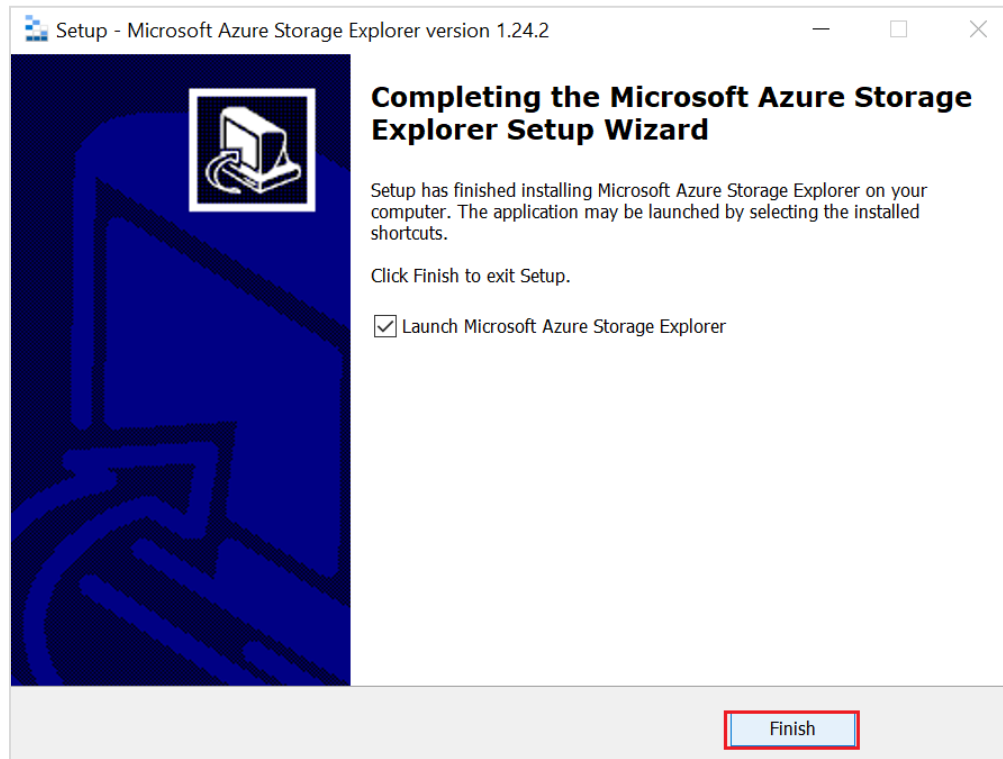 Setup - Microsoft Azure Storage Explorer version 1.24.2
Completing the Microsoft Azure Storage
Explorer Setup Wizard
Setup has finished installing Microsoft Azure Storage Explorer on your
computer. The application may be launched by selecting the installed
shortcuts.
Click Finish to exit Setup.
Launch Microsoft Azure Storage Explorer
Finish